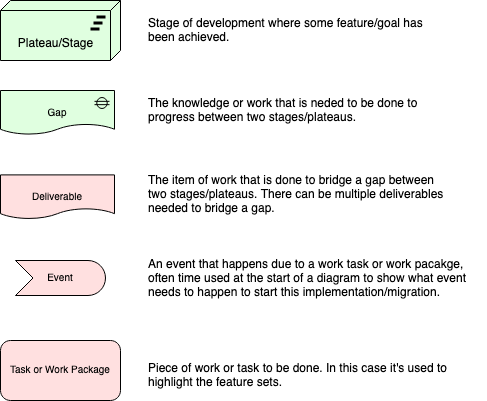 Plateau/Stage
Stage of development where some feature/goal has
been achieved.
Gap
The knowledge or work that is neded to be done to
progress between two stages/plateaus.
Deliverable
The item of work that is done to bridge a gap between
two stages/plateaus. There can be multiple deliverables
needed to bridge a gap.
Event
An event that happens due to a work task or work pacakge,
often time used at the start of a diagram to show what event
needs to happen to start this implementation/migration.
Task or Work Package
Piece of work or task to be done. In this case it's used to
highlight the feature sets.